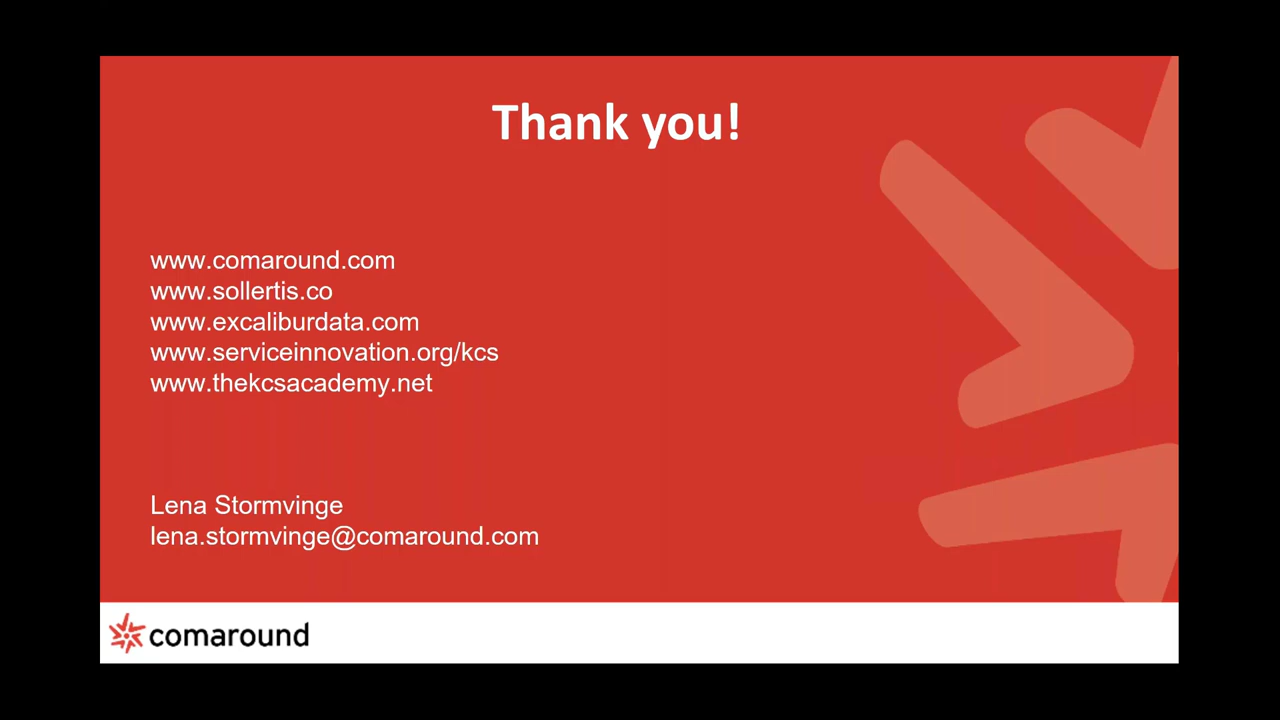 Thank you!
www.comaround.com
www.sollertis.co
www.excaliburdata.com
www.serviceinnovation.org/kcs
www.thekcsacademy.net
Lena Stormvinge
lena.stormvinge@comaround.com
comaround